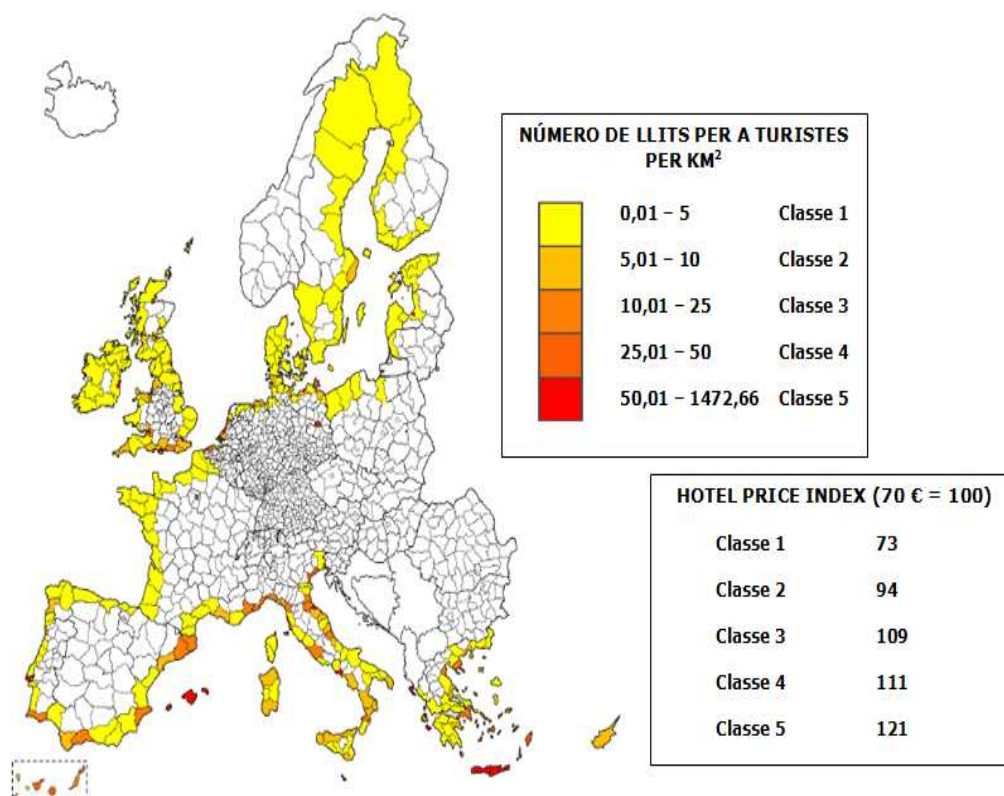 NÚMERO DE LLITS PER A TURISTES
PER KM²
0,01 – 5 Classe 1
5,01 – 10 Classe 2
10,01 – 25 Classe 3
25,01 – 50 Classe 4
50,01 – 1472,66 Classe 5
HOTEL PRICE INDEX (70 € = 100)
Classe 1 73
Classe 2 94
Classe 3 109
Classe 4 111
Classe 5 121